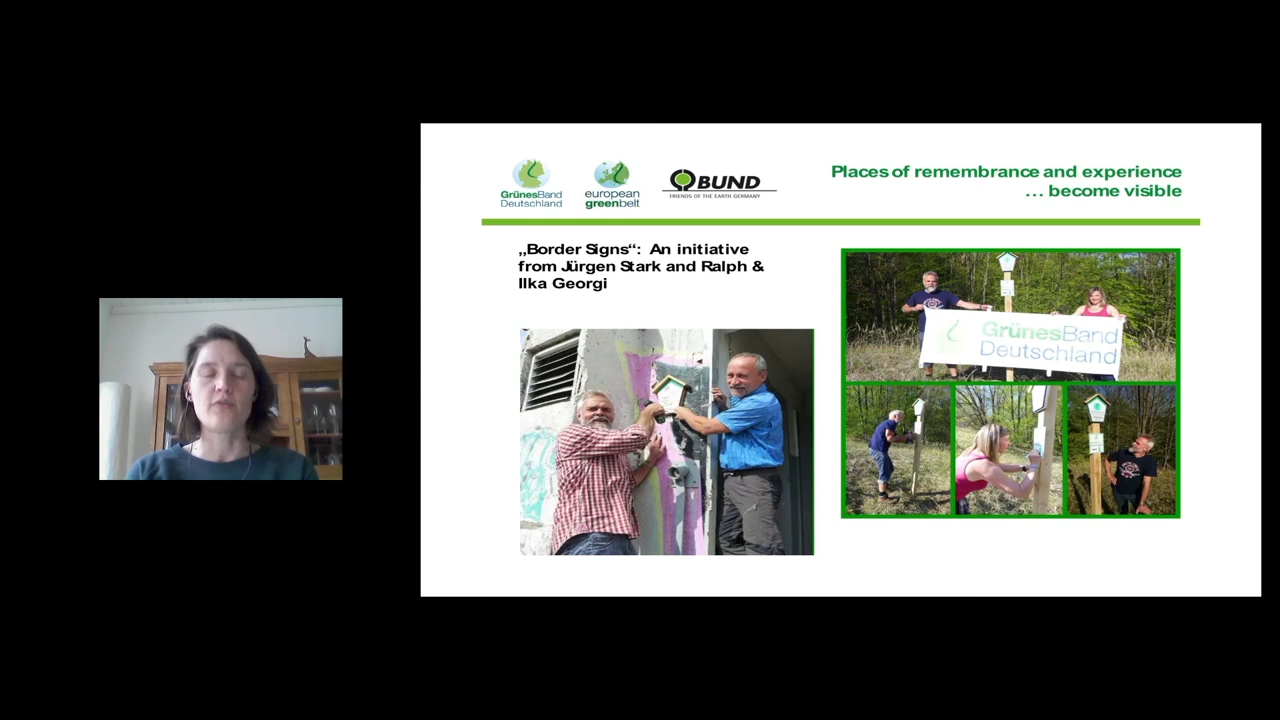 GrünesBand
Deutschland
european
greenbelt
BUND
FRIENDS OF THE EARTH GERMANY
Places of remembrance and experience
... become visible
„Border Signs“: An initiative
from Jürgen Stark and Ralph &
Ilka Georgi
GrünesBand
Deutschland